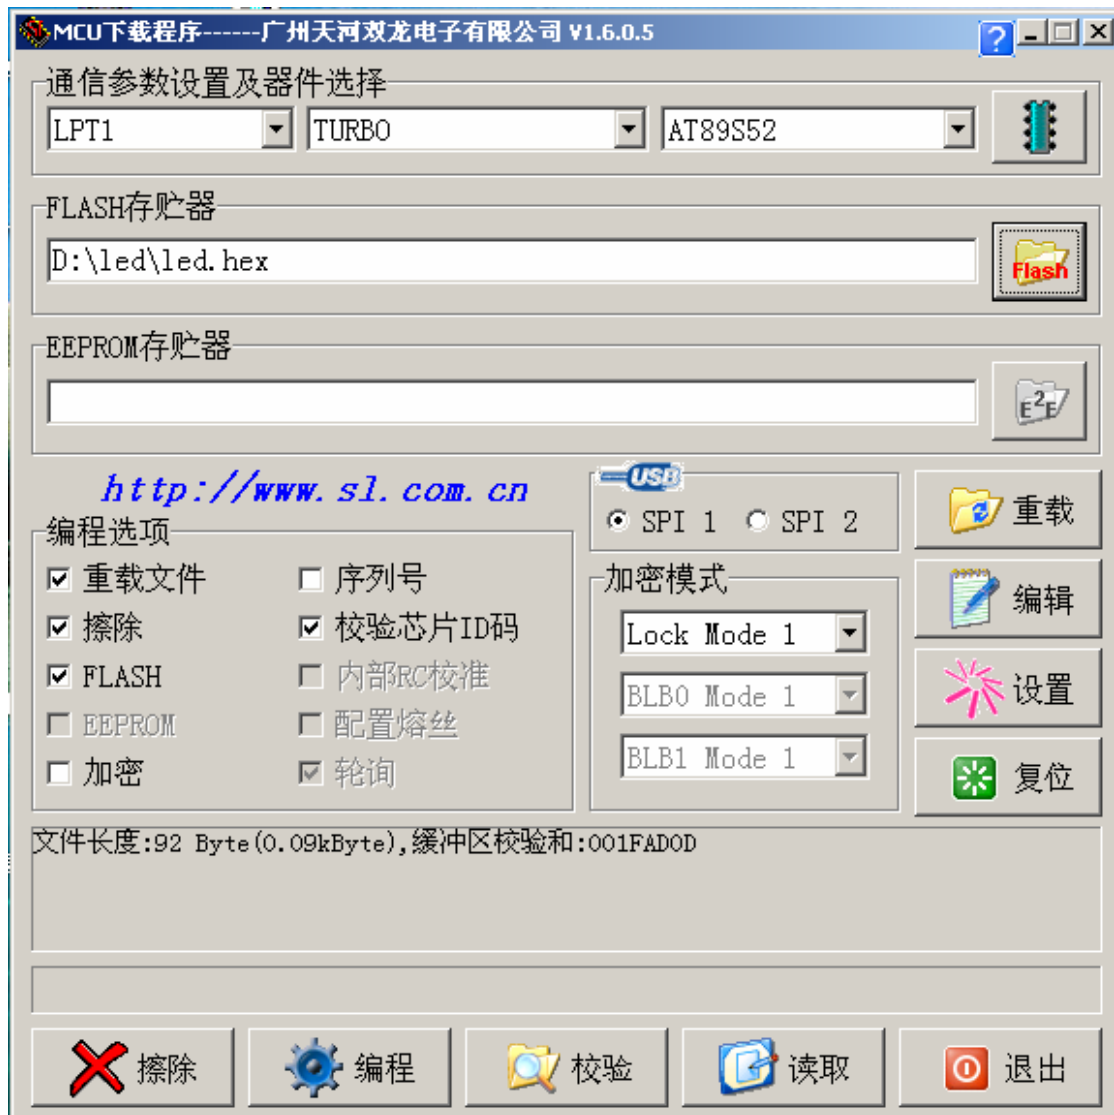 MCU下载程序------广州天河双龙电子有限公司 V1.6.0.5
?
通信参数设置及器件选择
LPT1 TURBO AT89S52
FLASH存贮器
D:\led\led.hex
Flash
EEPROM存贮器
E2E
http://www.sl.com.cn
USB
SPI 1 SPI 2
重载
编程选项
加密模式
重载文件 序列号
编辑
擦除 校验芯片ID码
Lock Mode 1
FLASH 内部RC校准
BLB0 Mode 1
设置
EEPROM 配置熔丝
BLB1 Mode 1
加密 轮询
复位
文件长度:92 Byte(0.09kByte),缓冲区校验和:001FAD0D
擦除 编程 校验 读取 退出